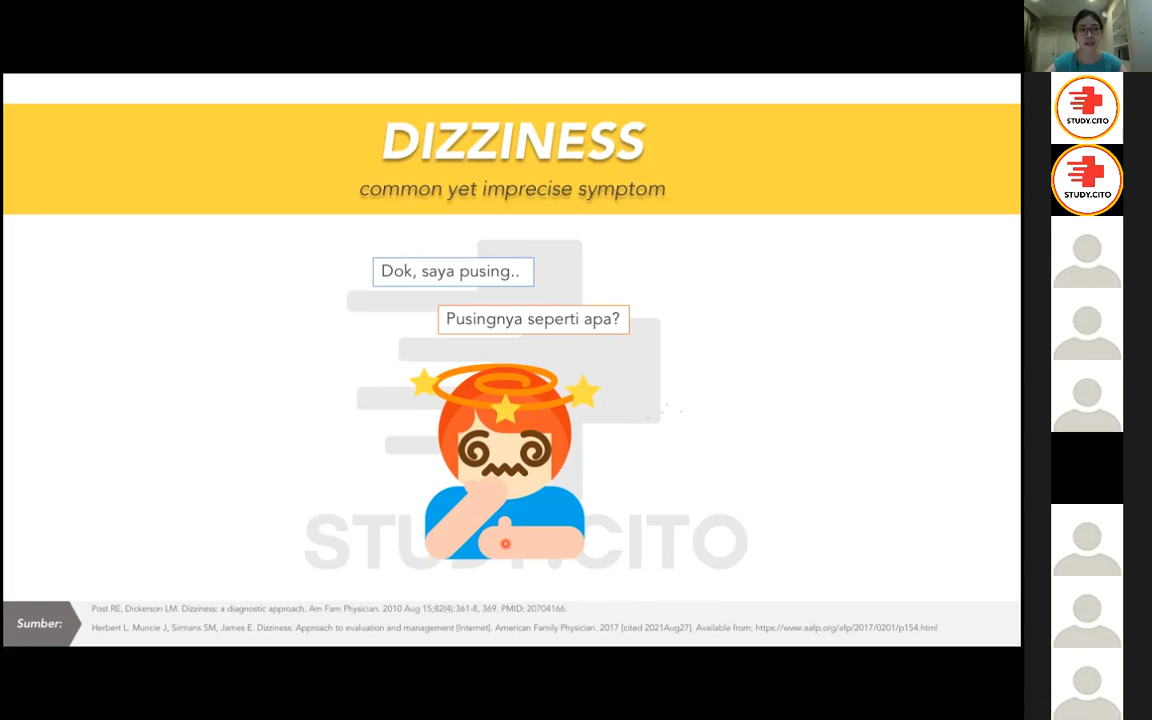 DIZZINESS
common yet imprecise symptom
Dok, saya pusing..
Pusingnya seperti apa?
STUDY.CITO
Sumber:
Post RE, Dickerson LM. Dizziness: a diagnostic approach. Am Fam Physician. 2010 Aug 15;82(4):361-8, 369. PMID: 20704166.
Herbert L. Muncie J, Sirmans SM, James E. Dizziness: Approach to evaluation and management [Internet]. American Family Physician. 2017 [cited 2021Aug27]. Available from: https://www.aafp.org/afp/2017/0201/p154.html
STUDY.CITO
STUDY.CITO